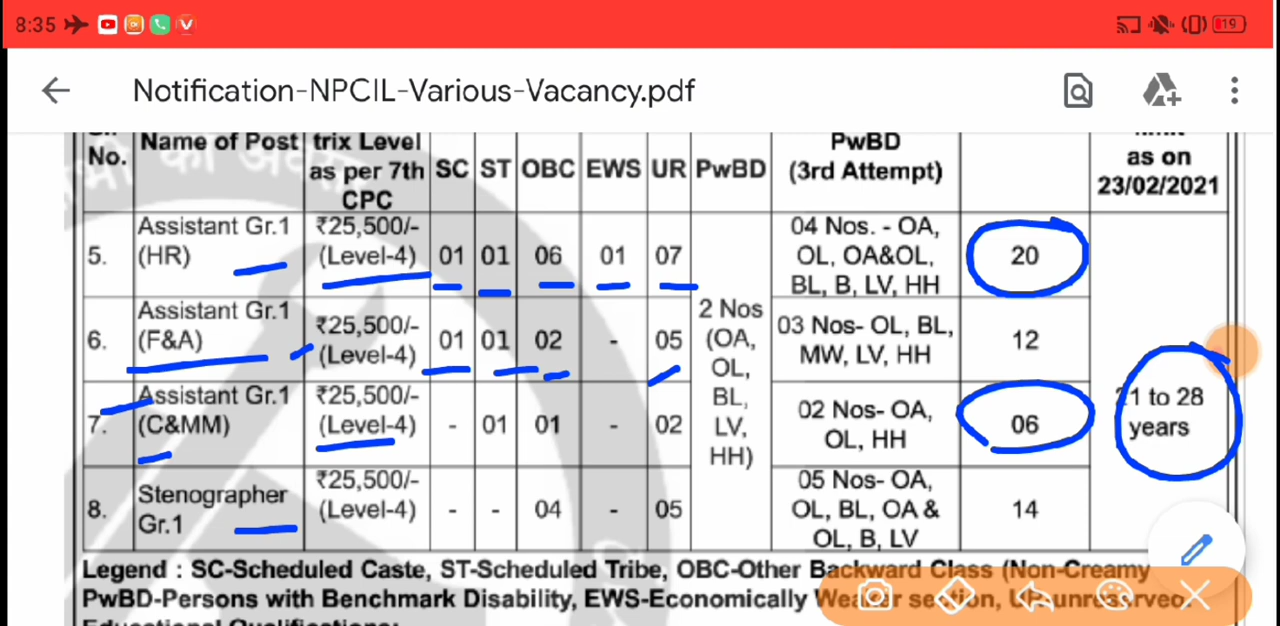 8:35
19
Notification-NPCIL-Various-Vacancy.pdf
No.
Name of Post
trix Level
as per 7th
CPC
SC
ST
OBC
EWS
UR
PwBD
PwBD
(3rd Attempt)
as on
23/02/2021
5.
Assistant Gr.1
(HR)
₹25,500/-
(Level-4)
01
01
06
01
07
04 Nos. - OA,
OL, OA&OL,
BL, B, LV, HH
20
6.
Assistant Gr.1
(F&A)
₹25,500/-
(Level-4)
01
01
02
-
05
2 Nos
(OA,
OL,
BL,
LV,
HH)
03 Nos- OL, BL,
MW, LV, HH
12
21 to 28
years
7.
Assistant Gr.1
(C&MM)
₹25,500/-
(Level-4)
-
01
01
-
02
02 Nos- OA,
OL, HH
06
8.
Stenographer
Gr.1
₹25,500/-
(Level-4)
-
-
04
-
05
05 Nos- OA,
OL, BL, OA &
OL, B, LV
14
Legend : SC-Scheduled Caste, ST-Scheduled Tribe, OBC-Other Backward Class (Non-Creamy
PwBD-Persons with Benchmark Disability, EWS-Economically Weaker section,